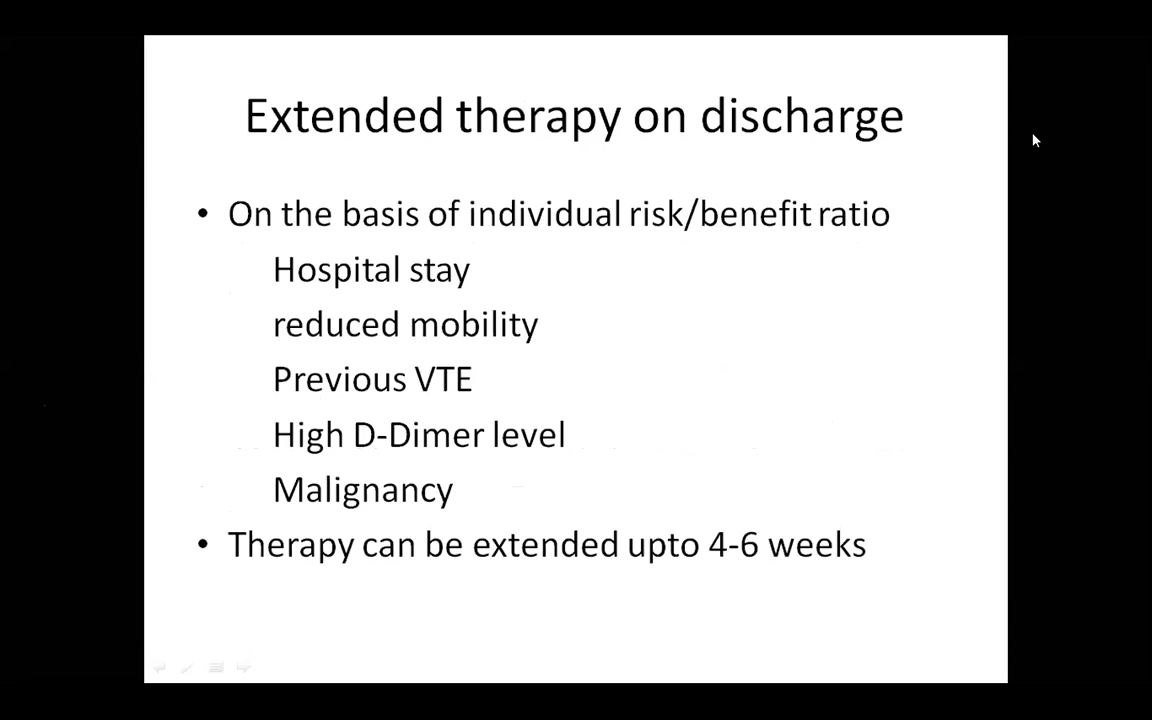 Extended therapy on discharge
• On the basis of individual risk/benefit ratio
Hospital stay
reduced mobility
Previous VTE
High D-Dimer level
Malignancy
• Therapy can be extended upto 4-6 weeks